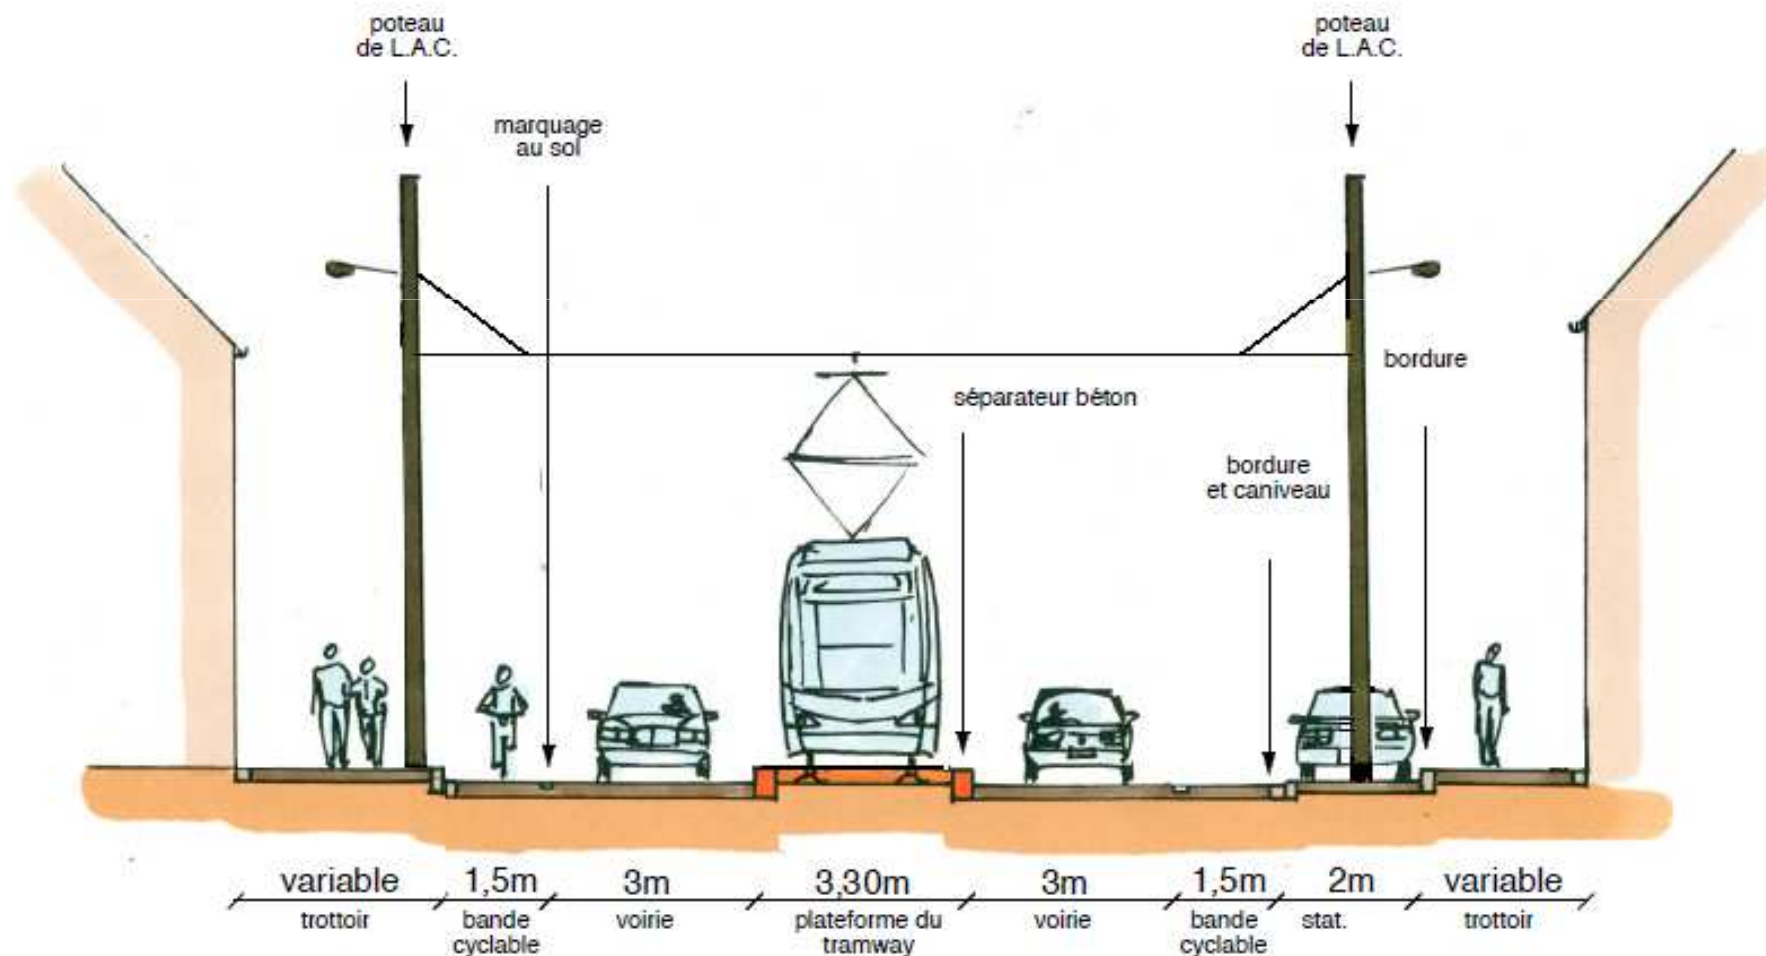 poteau
de L.A.C.
poteau
de L.A.C.
marquage
au sol
bordure
séparateur béton
bordure
et caniveau
variable
trottoir
1,5m
bande
cyclable
3m
voirie
3,30m
plateforme du
tramway
3m
voirie
1,5m
bande
cyclable
2m
stat.
variable
trottoir